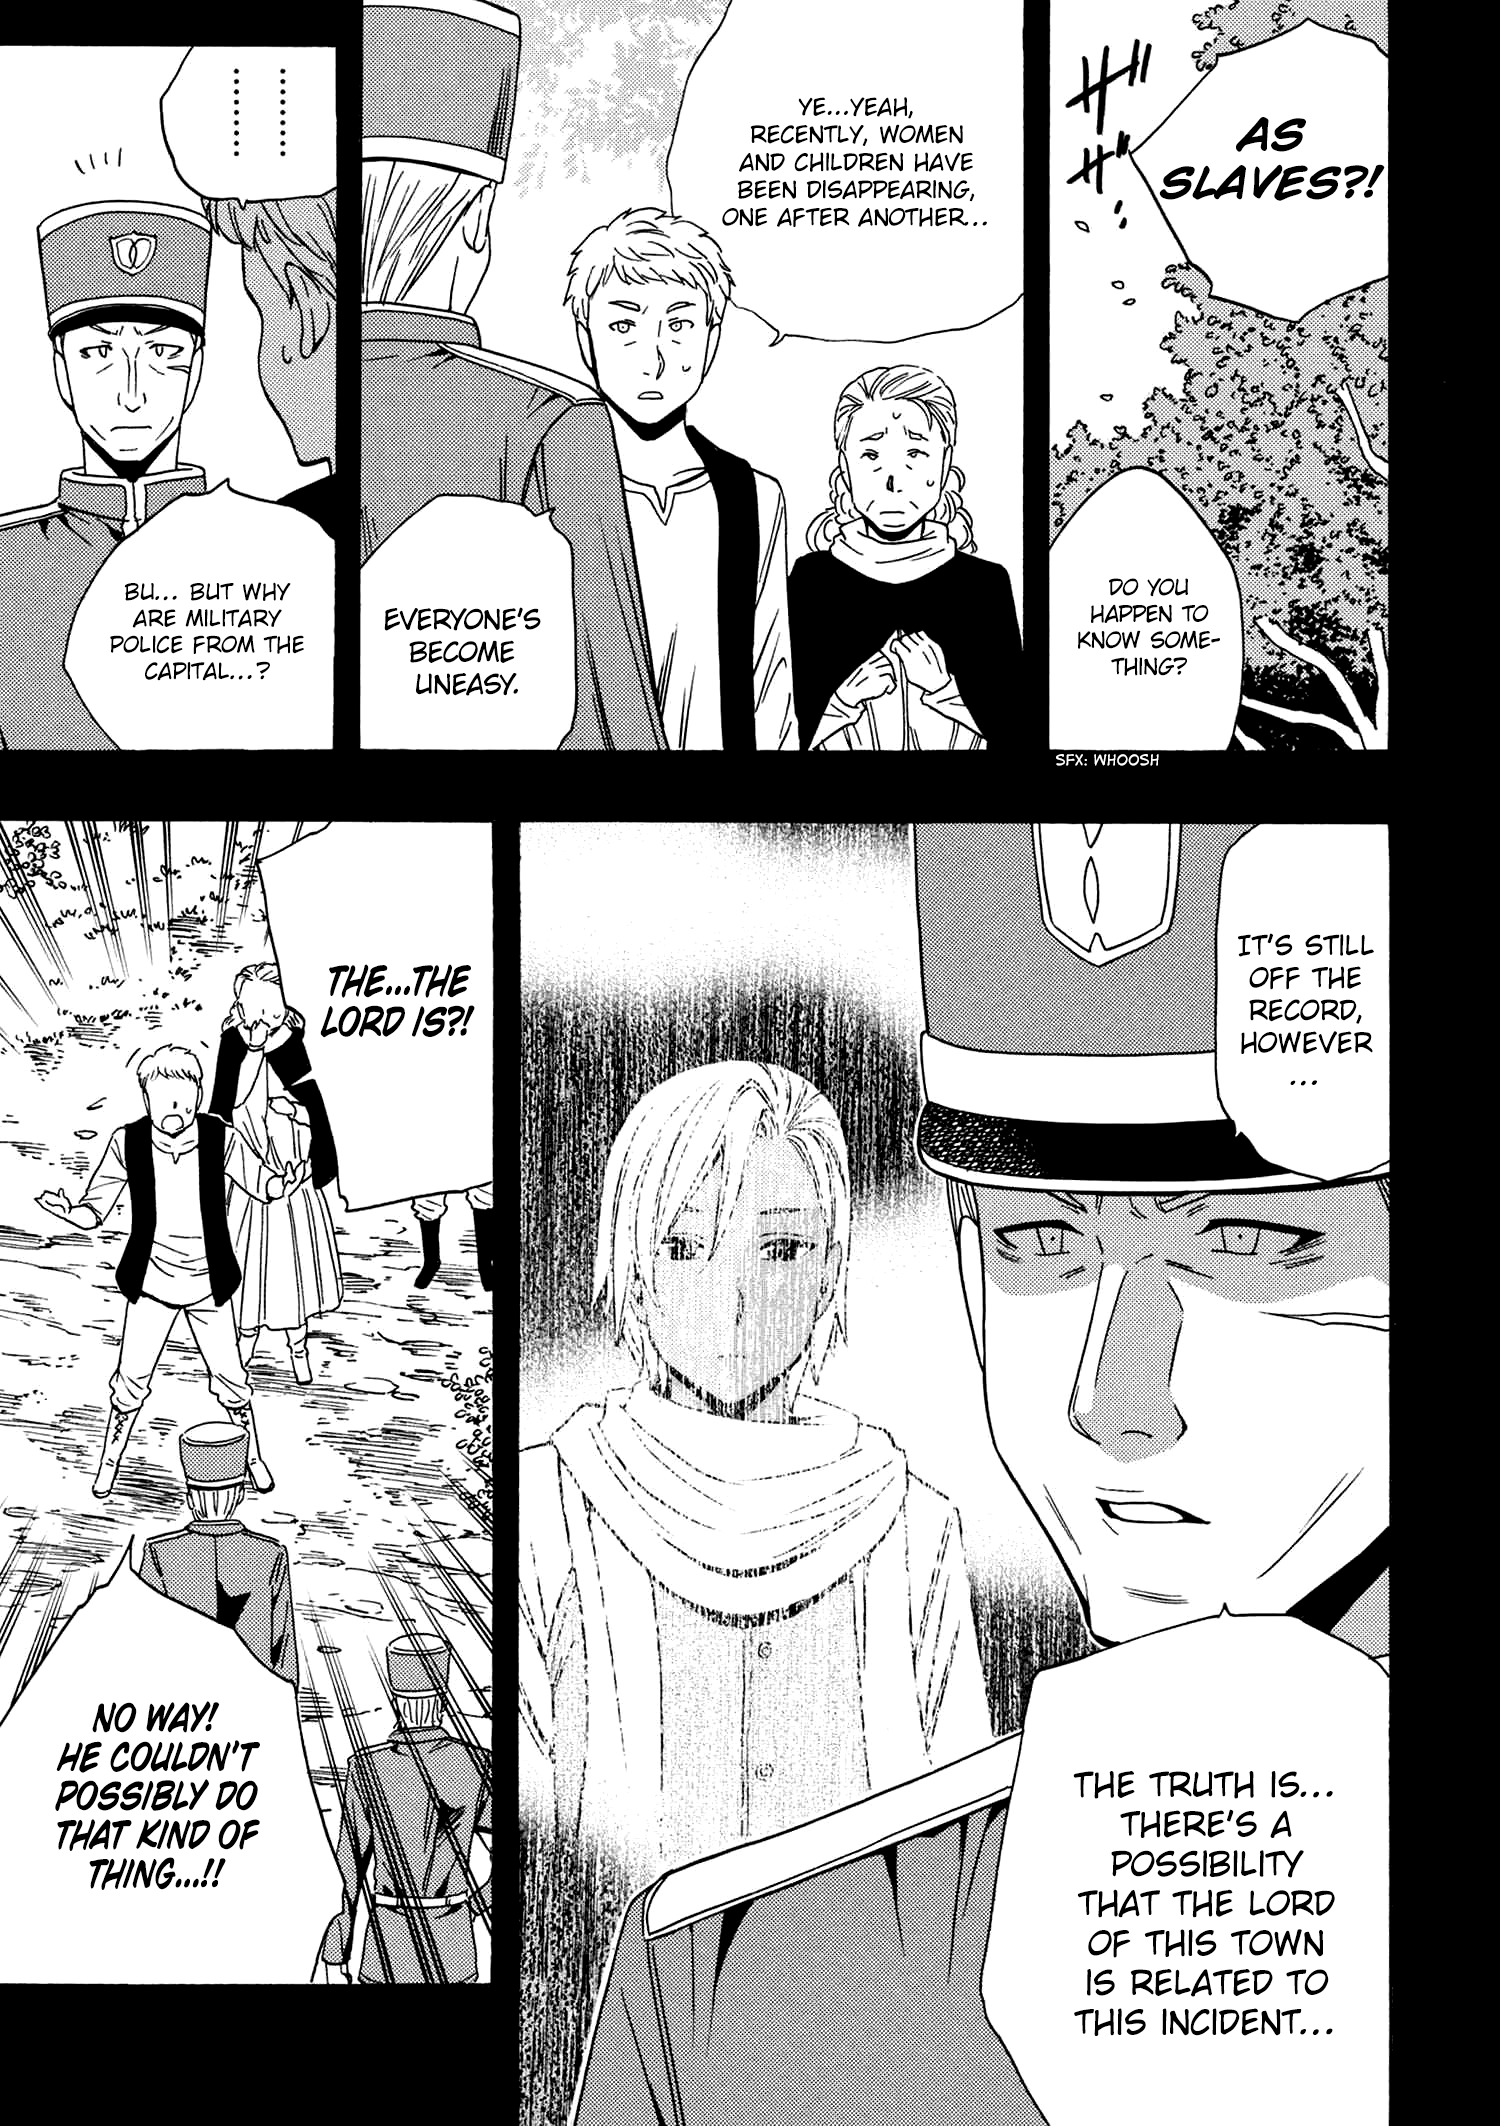 AS
SLAVES?!
ザザ
ザ...
DO YOU
HAPPEN TO
KNOW SOME-
THING?
SFX: WHOOSH
YE...YEAH,
RECENTLY, WOMEN
AND CHILDREN HAVE
BEEN DISAPPEARING,
ONE AFTER ANOTHER...
EVERYONE'S
BECOME
UNEASY.
......
......
BU... BUT WHY
ARE MILITARY
POLICE FROM THE
CAPITAL...?
IT'S STILL
OFF THE
RECORD,
HOWEVER
...
THE TRUTH IS...
THERE'S A
POSSIBILITY
THAT THE LORD
OF THIS TOWN
IS RELATED TO
THIS INCIDENT...
THE...THE
LORD IS?!
NO WAY!
HE COULDN'T
POSSIBLY DO
THAT KIND OF
THING...!!